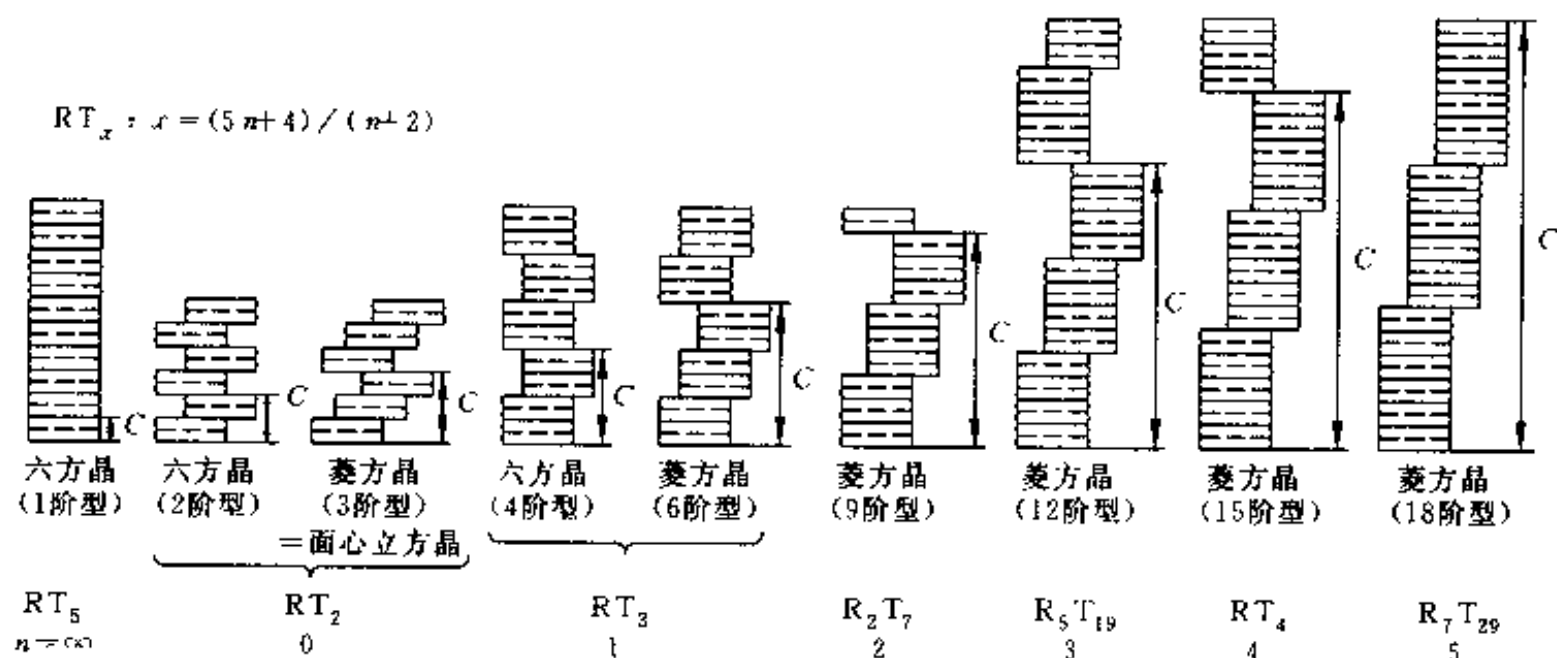 RT_x : x = (5n+4)/(n+2)
C C C C C C C C C
六方晶 六方晶 菱方晶 六方晶 菱方晶 菱方晶 菱方晶 菱方晶 菱方晶
(1阶型) (2阶型) (3阶型) (4阶型) (6阶型) (9阶型) (12阶型) (15阶型) (18阶型)
=面心立方晶
RT₅ RT₂ RT₃ R₂T₇ R₅T₁₉ RT₄ R₇T₂₉
n=∞ 0 1 2 3 4 5